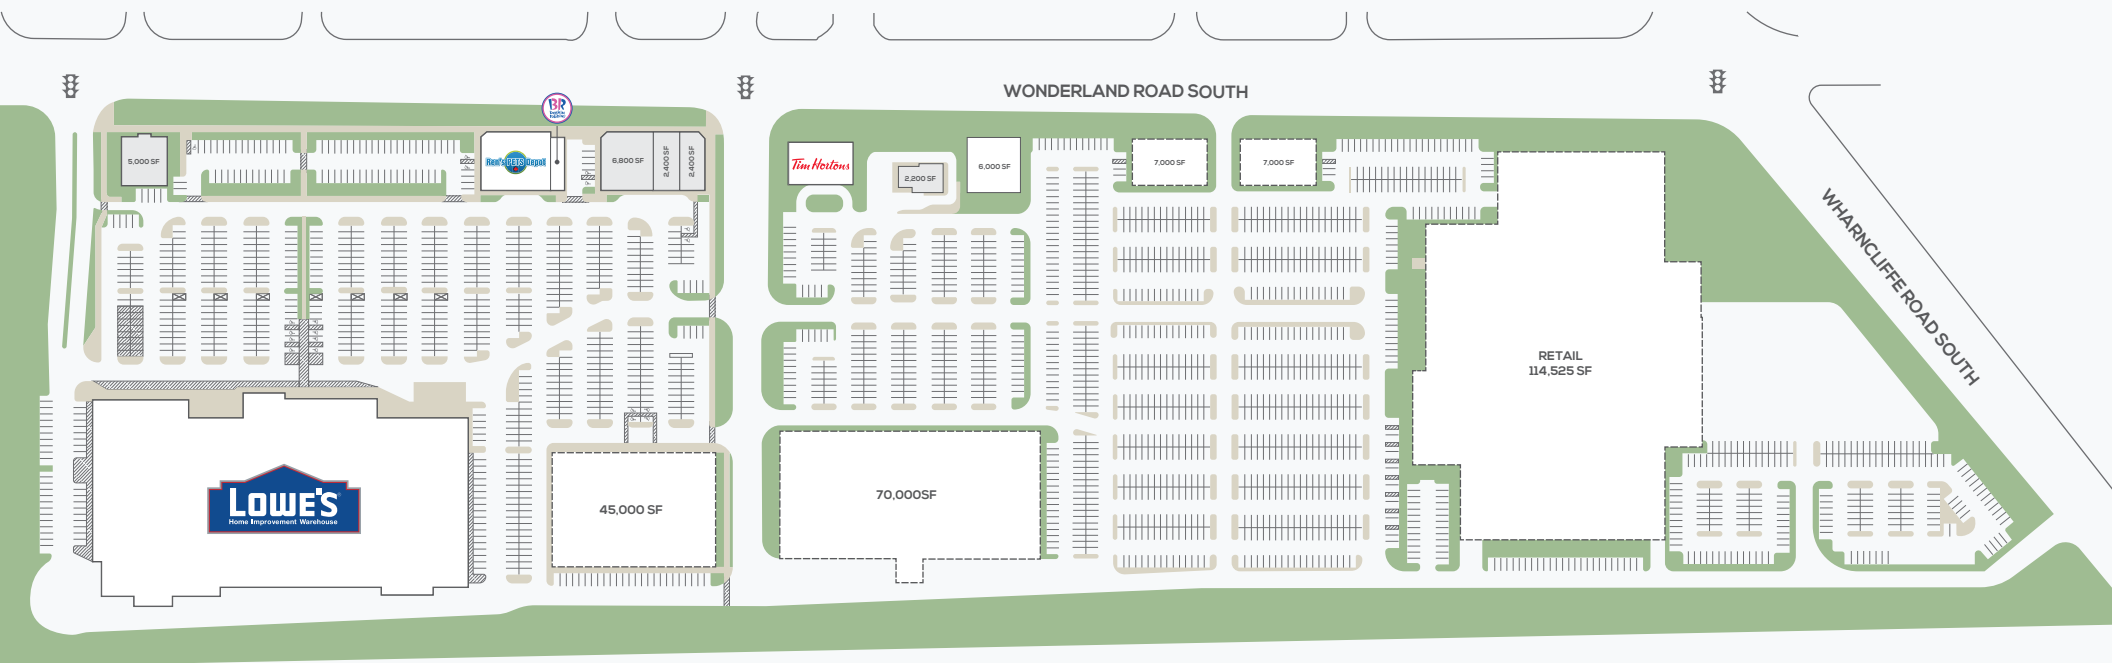 WONDERLAND ROAD SOUTH
BR
5,000 SF
Ren's PETS Depot
6,800 SF
2,400 SF
2,400 SF
Tim Hortons
2,200 SF
6,000 SF
7,000 SF
7,000 SF
WHARNCLIFFE ROAD SOUTH
RETAIL
114,525 SF
LOWE'S
Home Improvement Warehouse
45,000 SF
70,000SF